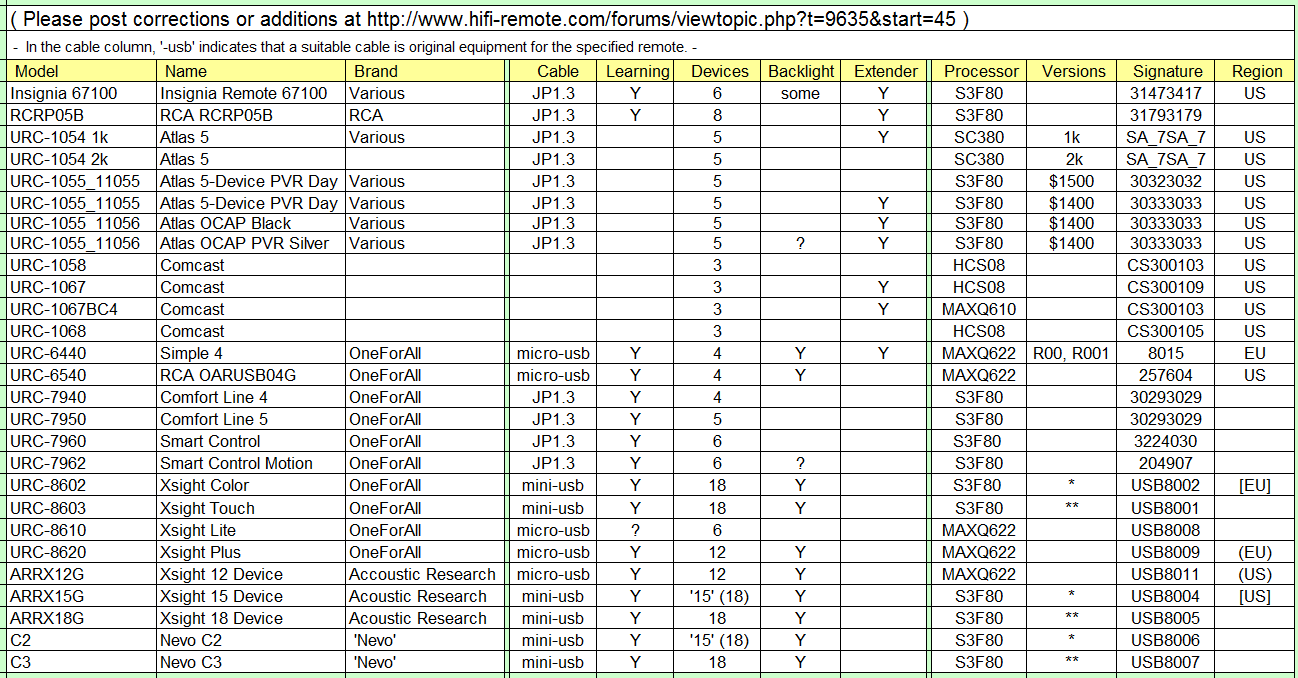 ( Please post corrections or additions at http://www.hifi-remote.com/forums/viewtopic.php?t=9635&start=45 )
- In the cable column, '-usb' indicates that a suitable cable is original equipment for the specified remote. -
Model Name Brand Cable Learning Devices Backlight Extender Processor Versions Signature Region
Insignia 67100 Insignia Remote 67100 Various JP1.3 Y 6 some Y S3F80 31473417 US
RCRP05B RCA RCRP05B RCA JP1.3 Y 8 Y S3F80 31793179
URC-1054 1k Atlas 5 Various JP1.3 5 Y SC380 1k SA_7SA_7 US
URC-1054 2k Atlas 5 JP1.3 5 SC380 2k SA_7SA_7 US
URC-1055_11055 Atlas 5-Device PVR Day Various JP1.3 5 S3F80 $1500 30323032 US
URC-1055_11055 Atlas 5-Device PVR Day Various JP1.3 5 Y S3F80 $1400 30333033 US
URC-1055_11056 Atlas OCAP Black Various JP1.3 5 Y S3F80 $1400 30333033 US
URC-1055_11056 Atlas OCAP PVR Silver Various JP1.3 5 ? Y S3F80 $1400 30333033 US
URC-1058 Comcast 3 HCS08 CS300103 US
URC-1067 Comcast 3 Y HCS08 CS300109 US
URC-1067BC4 Comcast 3 Y MAXQ610 CS300103 US
URC-1068 Comcast 3 HCS08 CS300105 US
URC-6440 Simple 4 OneForAll micro-usb Y 4 Y Y MAXQ622 R00, R001 8015 EU
URC-6540 RCA OARUSB04G OneForAll micro-usb Y 4 Y MAXQ622 257604 US
URC-7940 Comfort Line 4 OneForAll JP1.3 Y 4 S3F80 30293029
URC-7950 Comfort Line 5 OneForAll JP1.3 Y 5 S3F80 30293029
URC-7960 Smart Control OneForAll JP1.3 Y 6 S3F80 3224030
URC-7962 Smart Control Motion OneForAll JP1.3 Y 6 ? S3F80 204907
URC-8602 Xsight Color OneForAll mini-usb Y 18 Y S3F80 * USB8002 [EU]
URC-8603 Xsight Touch OneForAll mini-usb Y 18 Y S3F80 ** USB8001
URC-8610 Xsight Lite OneForAll micro-usb ? 6 MAXQ622 USB8008
URC-8620 Xsight Plus OneForAll micro-usb Y 12 Y MAXQ622 USB8009 (EU)
ARRX12G Xsight 12 Device Accoustic Research micro-usb Y 12 Y MAXQ622 USB8011 (US)
ARRX15G Xsight 15 Device Acoustic Research mini-usb Y '15' (18) Y S3F80 * USB8004 [US]
ARRX18G Xsight 18 Device Acoustic Research mini-usb Y 18 Y S3F80 ** USB8005
C2 Nevo C2 'Nevo' mini-usb Y '15' (18) Y S3F80 * USB8006
C3 Nevo C3 'Nevo' mini-usb Y 18 Y S3F80 ** USB8007